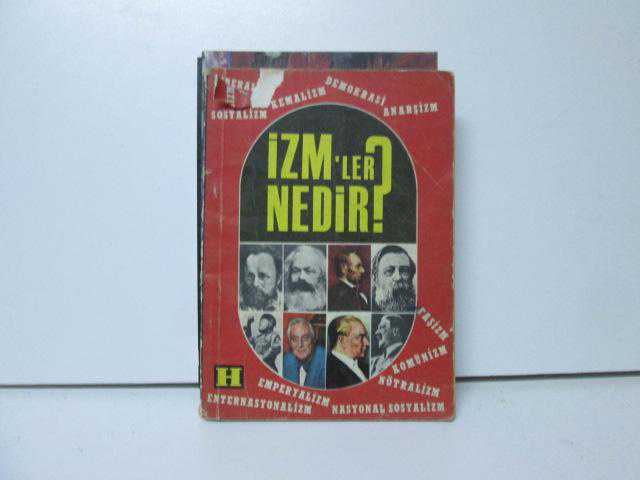 SOSYALİZM
KEMALİZM
DEMOKRASİ
ANARŞİZM
İZM'LER
NEDİR?
FAŞİZM
KOMÜNİZM
NÖTRALİZM
NASYONAL SOSYALİZM
EMPERYALİZM
ENTERNASYONALİZM
H